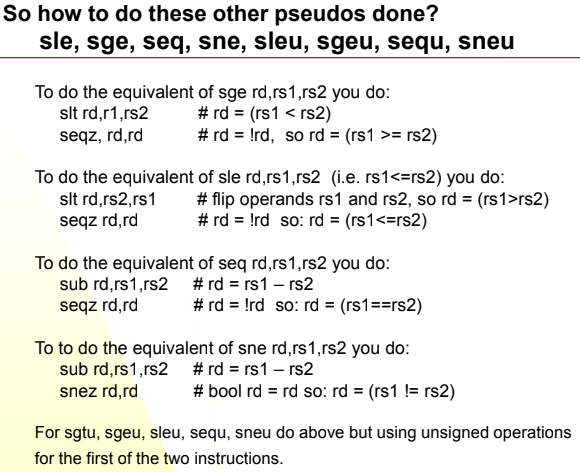 So how to do these other pseudos done?
sle, sge, seq, sne, sleu, sgeu, sequ, sneu
To do the equivalent of sge rd,rs1,rs2 you do:
slt rd,r1,rs2 # rd = (rs1 < rs2)
seqz, rd,rd # rd = !rd, so rd = (rs1 >= rs2)
To do the equivalent of sle rd,rs1,rs2 (i.e. rs1<=rs2) you do:
slt rd,rs2,rs1 # flip operands rs1 and rs2, so rd = (rs1>rs2)
seqz rd,rd # rd = !rd so: rd = (rs1<=rs2)
To do the equivalent of seq rd,rs1,rs2 you do:
sub rd,rs1,rs2 # rd = rs1 – rs2
seqz rd,rd # rd = !rd so: rd = (rs1==rs2)
To to do the equivalent of sne rd,rs1,rs2 you do:
sub rd,rs1,rs2 # rd = rs1 – rs2
snez rd,rd # bool rd = rd so: rd = (rs1 != rs2)
For sgtu, sgeu, sleu, sequ, sneu do above but using unsigned operations
for the first of the two instructions.